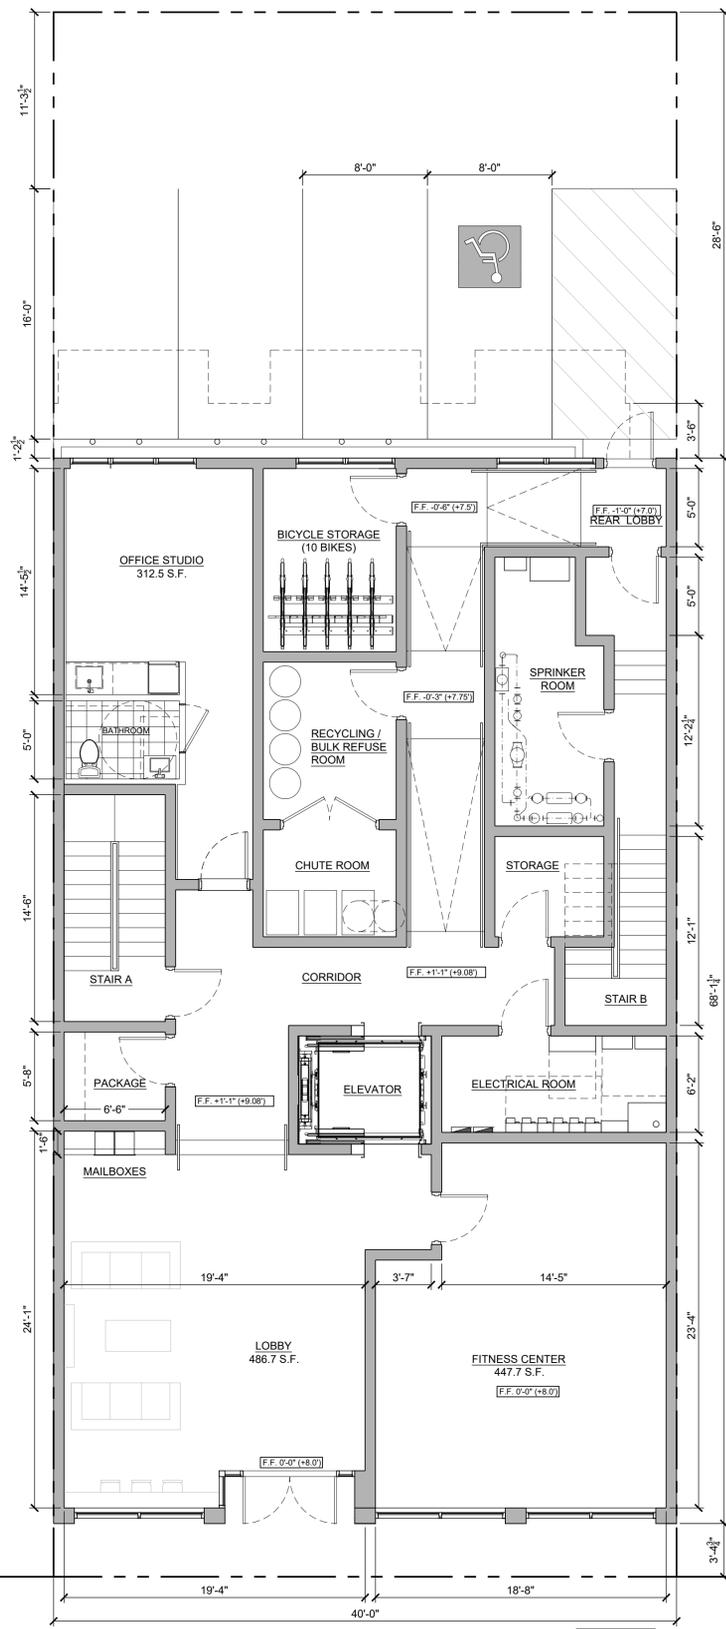 11'-3½"
8'-0"
8'-0"
28'-6"
16'-0"
3'-6"
1'-2½"
F.F. -0'-6" (+7.5')
F.F. -1'-0" (+7.0')
REAR LOBBY
5'-0"
BICYCLE STORAGE
(10 BIKES)
OFFICE STUDIO
312.5 S.F.
14'-5½"
5'-0"
SPRINKER
ROOM
F.F. -0'-3" (+7.75')
BATHROOM
RECYCLING /
BULK REFUSE
ROOM
5'-0"
12'-2¼"
CHUTE ROOM
STORAGE
14'-6"
12'-1"
STAIR A
CORRIDOR
F.F. +1'-1" (+9.08')
STAIR B
68'-1¼"
PACKAGE
6'-6"
5'-8"
F.F. +1'-1" (+9.08')
ELEVATOR
ELECTRICAL ROOM
6'-2"
1'-6"
MAILBOXES
19'-4"
3'-7"
14'-5"
24'-1"
23'-4"
LOBBY
486.7 S.F.
FITNESS CENTER
447.7 S.F.
F.F. 0'-0" (+8.0')
F.F. 0'-0" (+8.0')
3'-4¾"
19'-4"
18'-8"
40'-0"